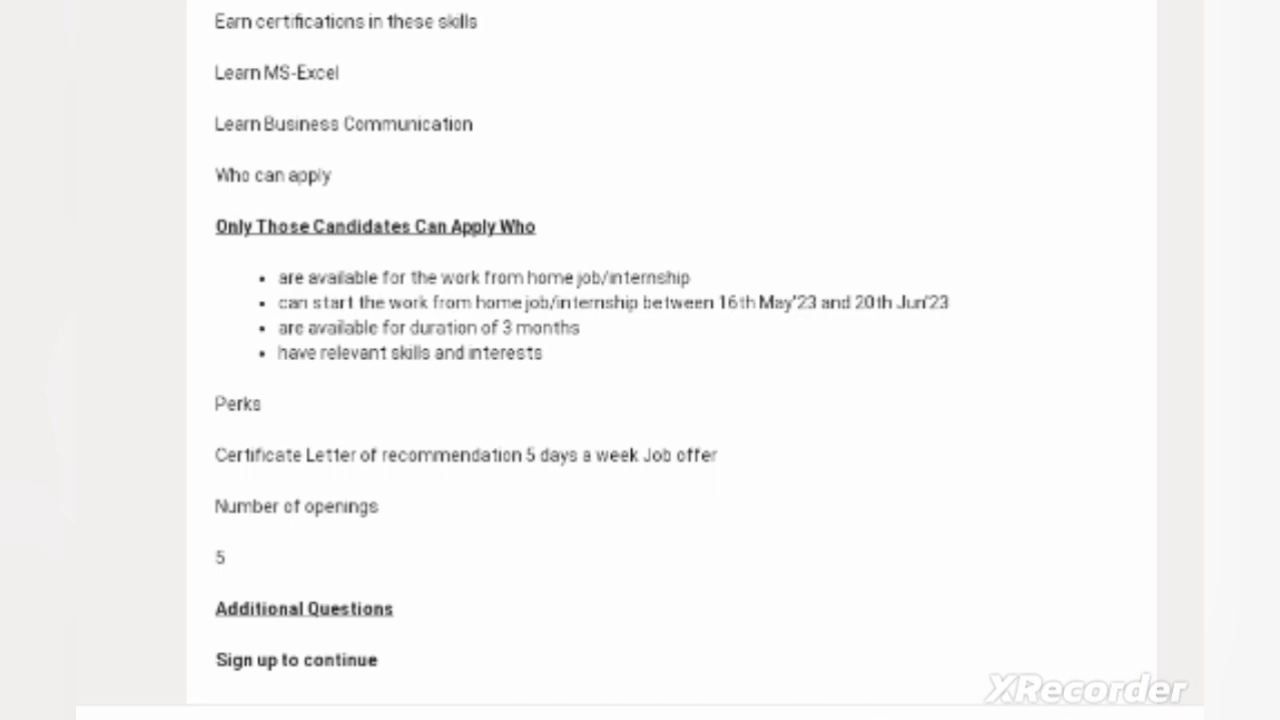 Earn certifications in these skills
Learn MS-Excel
Learn Business Communication
Who can apply
Only Those Candidates Can Apply Who
• are available for the work from home job/internship
• can start the work from home job/internship between 16th May'23 and 20th Jun'23
• are available for duration of 3 months
• have relevant skills and interests
Perks
Certificate Letter of recommendation 5 days a week Job offer
Number of openings
5
Additional Questions
Sign up to continue
XRecorder